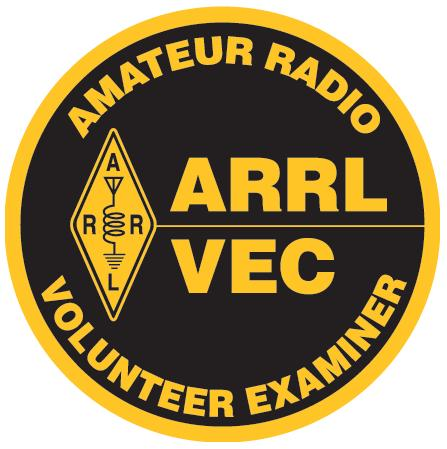 AMATEUR RADIO
A
R R
L
ARRL
VEC
VOLUNTEER EXAMINER